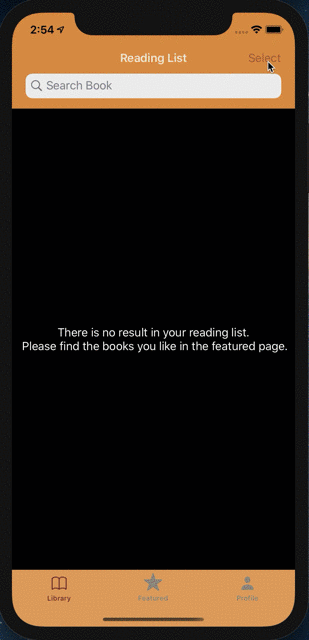 2:54
Reading List
Select
Search Book
There is no result in your reading list.
Please find the books you like in the featured page.
Library
Featured
Profile